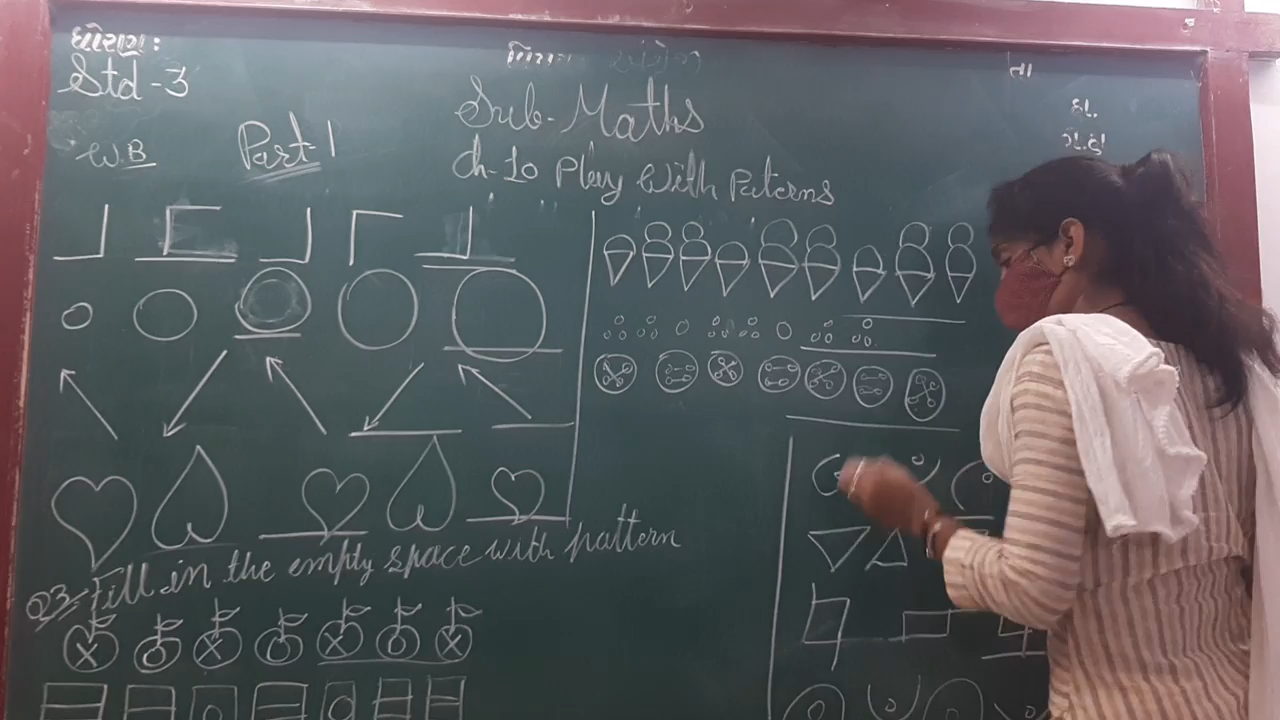 ધોરણ:
Std-3
તા
Sub-Maths
W.B
Part-1
Ch-10 Play With Paterns
Q3 Fill in the empty space with pattern